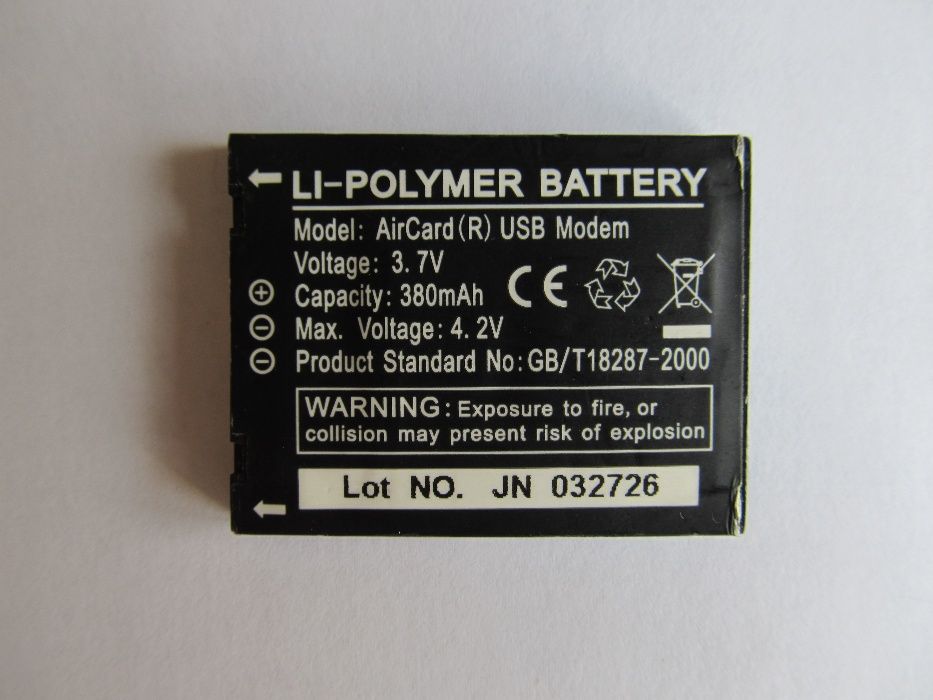 LI-POLYMER BATTERY
Model: AirCard(R) USB Modem
Voltage: 3.7V
Capacity: 380mAh
CE
Max. Voltage: 4.2V
Product Standard No:GB/T18287-2000
WARNING: Exposure to fire, or
collision may present risk of explosion
Lot NO. JN 032726